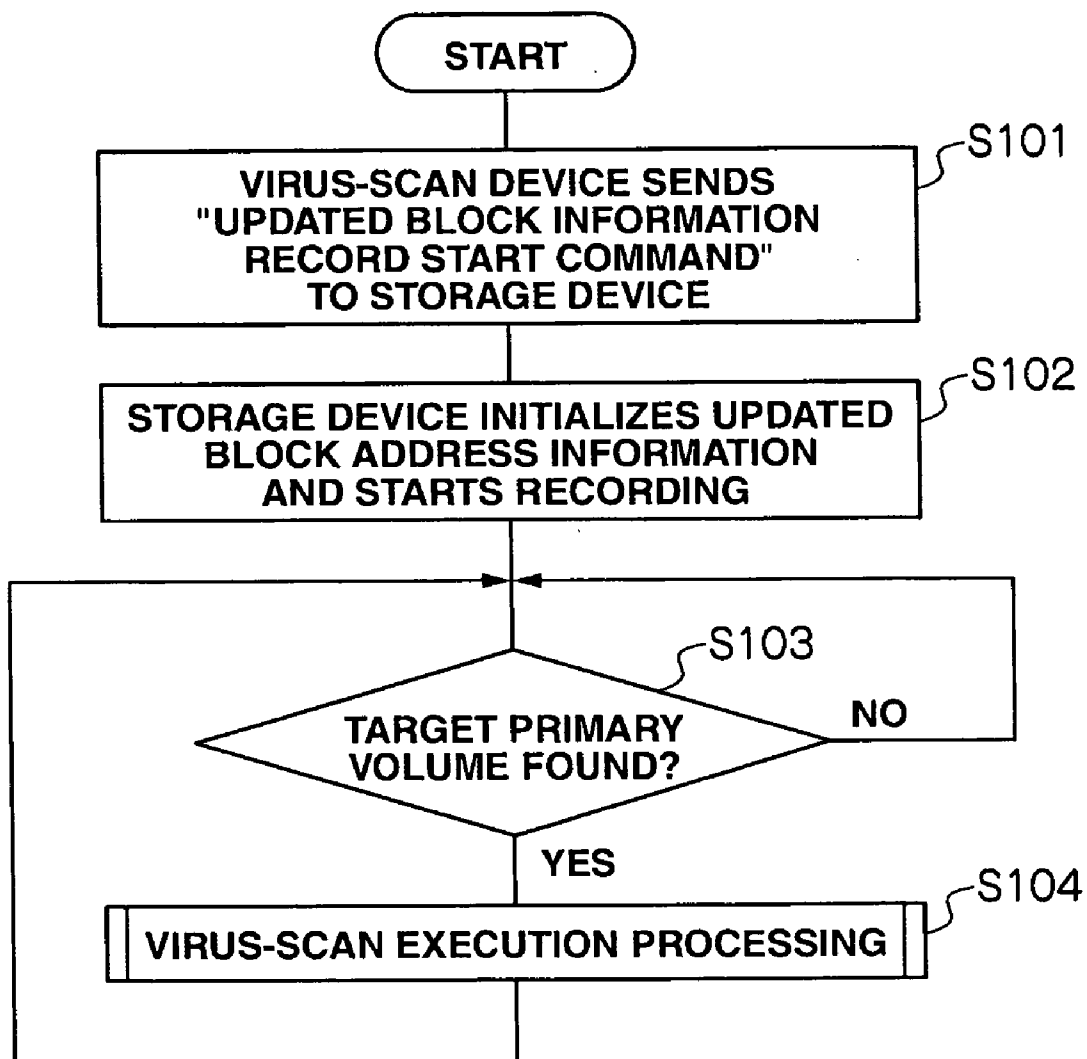 START
S101
VIRUS-SCAN DEVICE SENDS
"UPDATED BLOCK INFORMATION
RECORD START COMMAND"
TO STORAGE DEVICE
S102
STORAGE DEVICE INITIALIZES UPDATED
BLOCK ADDRESS INFORMATION
AND STARTS RECORDING
S103
TARGET PRIMARY
VOLUME FOUND?
NO
YES
S104
VIRUS-SCAN EXECUTION PROCESSING